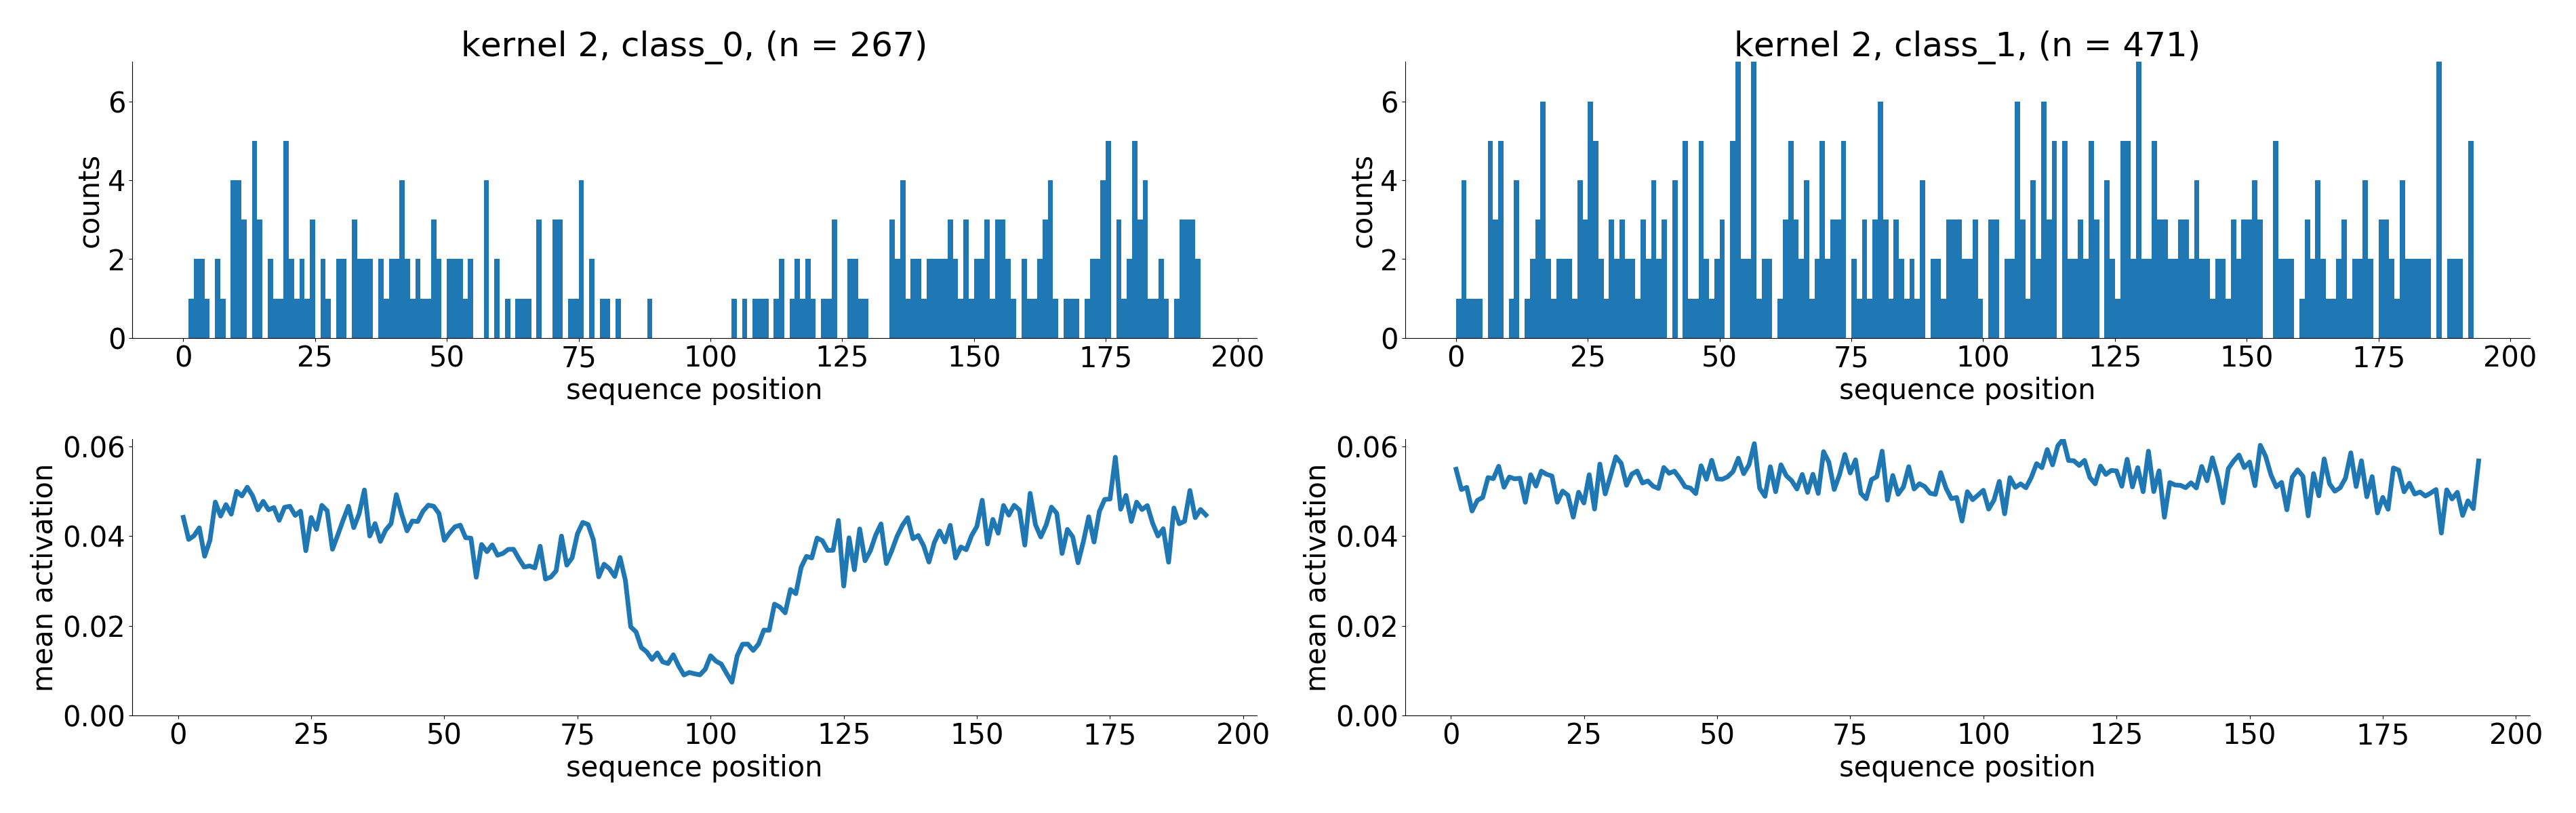 kernel 2, class_0, (n = 267)
counts
6
4
2
0
0 25 50 75 100 125 150 175 200
sequence position
kernel 2, class_1, (n = 471)
counts
6
4
2
0
0 25 50 75 100 125 150 175 200
sequence position
mean activation
0.06
0.04
0.02
0.00
0 25 50 75 100 125 150 175 200
sequence position
mean activation
0.06
0.04
0.02
0.00
0 25 50 75 100 125 150 175 200
sequence position